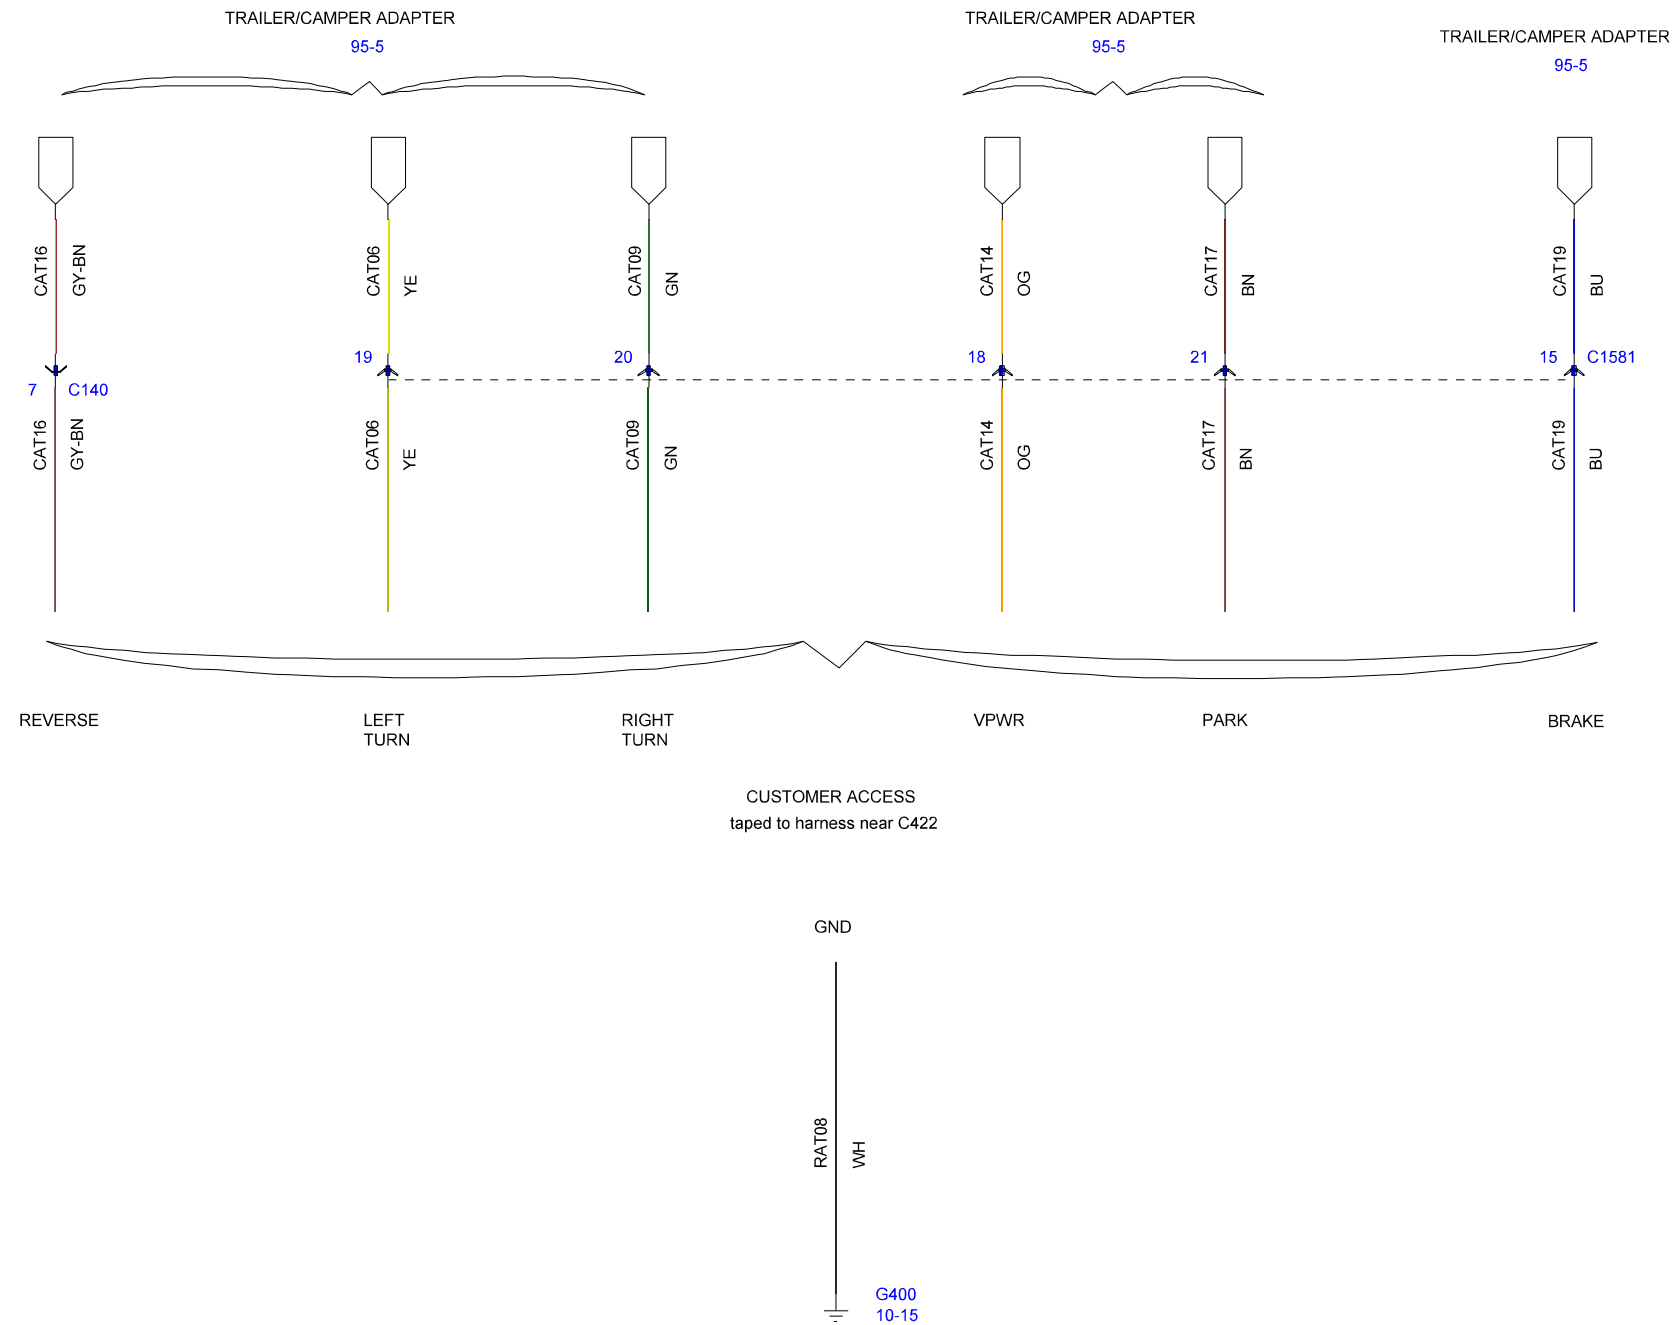 TRAILER/CAMPER ADAPTER
95-5
TRAILER/CAMPER ADAPTER
95-5
TRAILER/CAMPER ADAPTER
95-5
CAT16
GY-BN
CAT06
YE
CAT09
GN
CAT14
OG
CAT17
BN
CAT19
BU
7
C140
19
20
18
21
15
C1581
CAT16
GY-BN
CAT06
YE
CAT09
GN
CAT14
OG
CAT17
BN
CAT19
BU
REVERSE
LEFT
TURN
RIGHT
TURN
VPWR
PARK
BRAKE
CUSTOMER ACCESS
taped to harness near C422
GND
RAT08
WH
G400
10-15